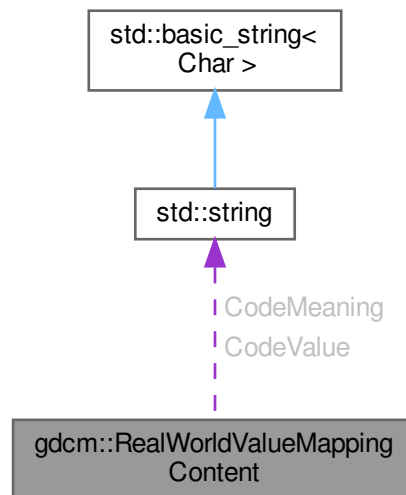 std::basic_string<
Char >
std::string
CodeMeaning
CodeValue
gdcm::RealWorldValueMapping
Content